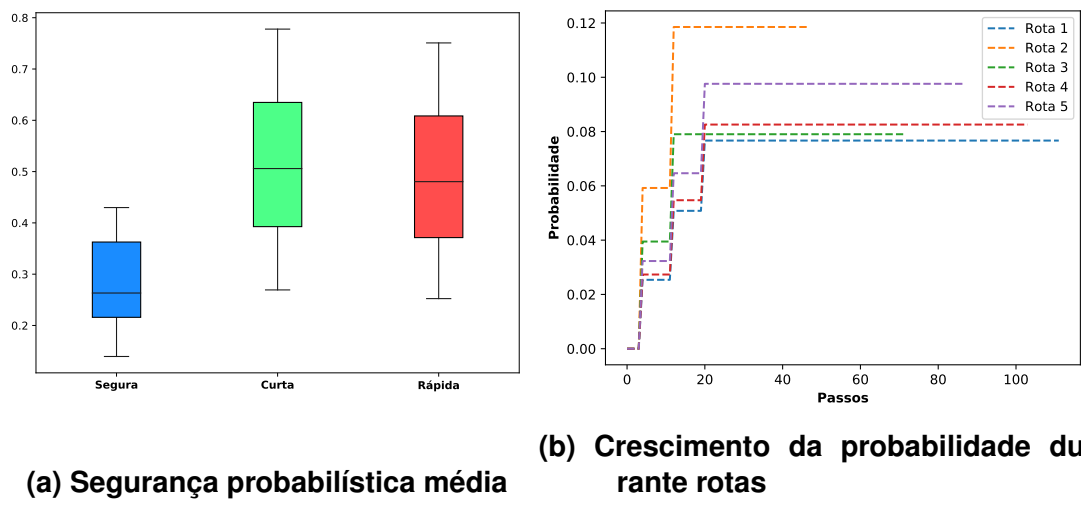 0.8
0.7
0.6
0.5
0.4
0.3
0.2
Segura Curta Rápida
(a) Segurança probabilística média
0.12
0.10
0.08
0.06
0.04
0.02
0.00
Probabilidade
Rota 1
Rota 2
Rota 3
Rota 4
Rota 5
0 20 40 60 80 100
Passos
(b) Crescimento da probabilidade du
rante rotas